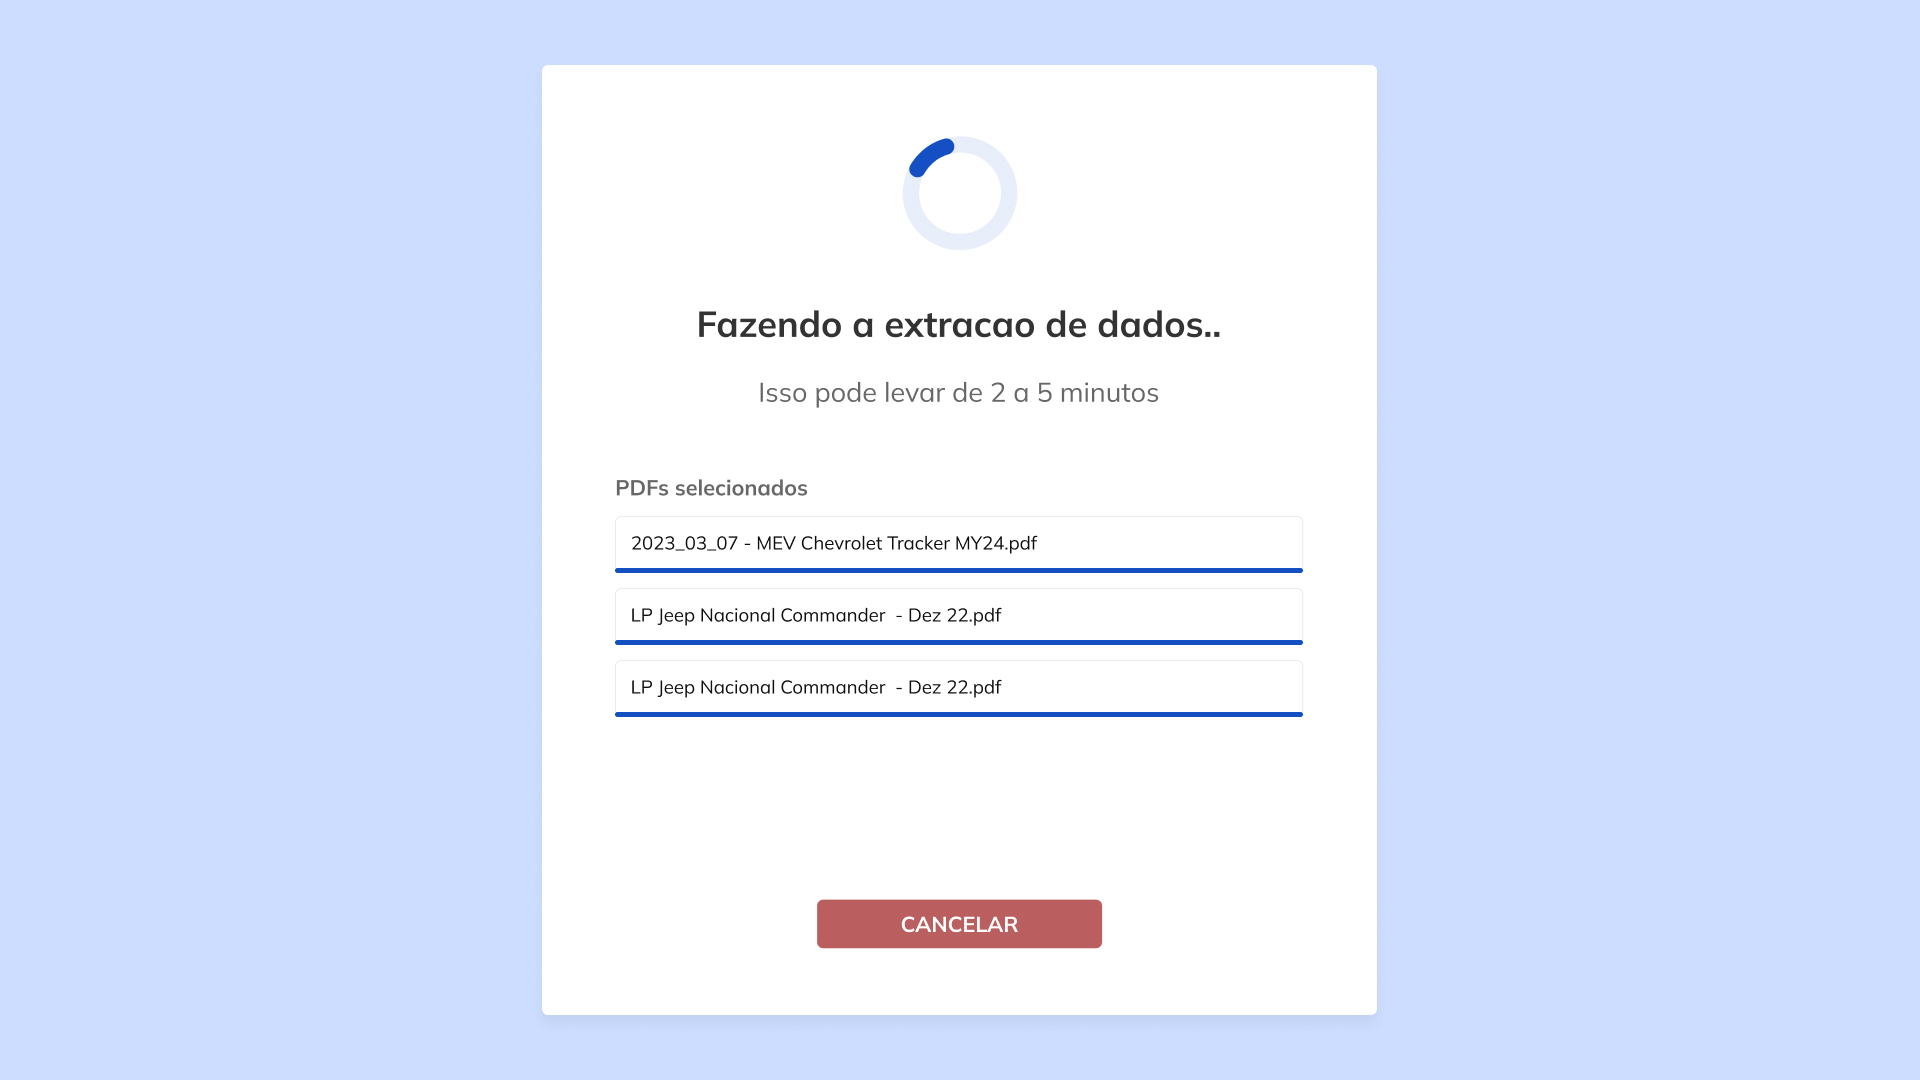 Fazendo a extracao de dados..
Isso pode levar de 2 a 5 minutos
PDFs selecionados
2023_03_07 - MEV Chevrolet Tracker MY24.pdf
LP Jeep Nacional Commander  - Dez 22.pdf
LP Jeep Nacional Commander  - Dez 22.pdf
CANCELAR